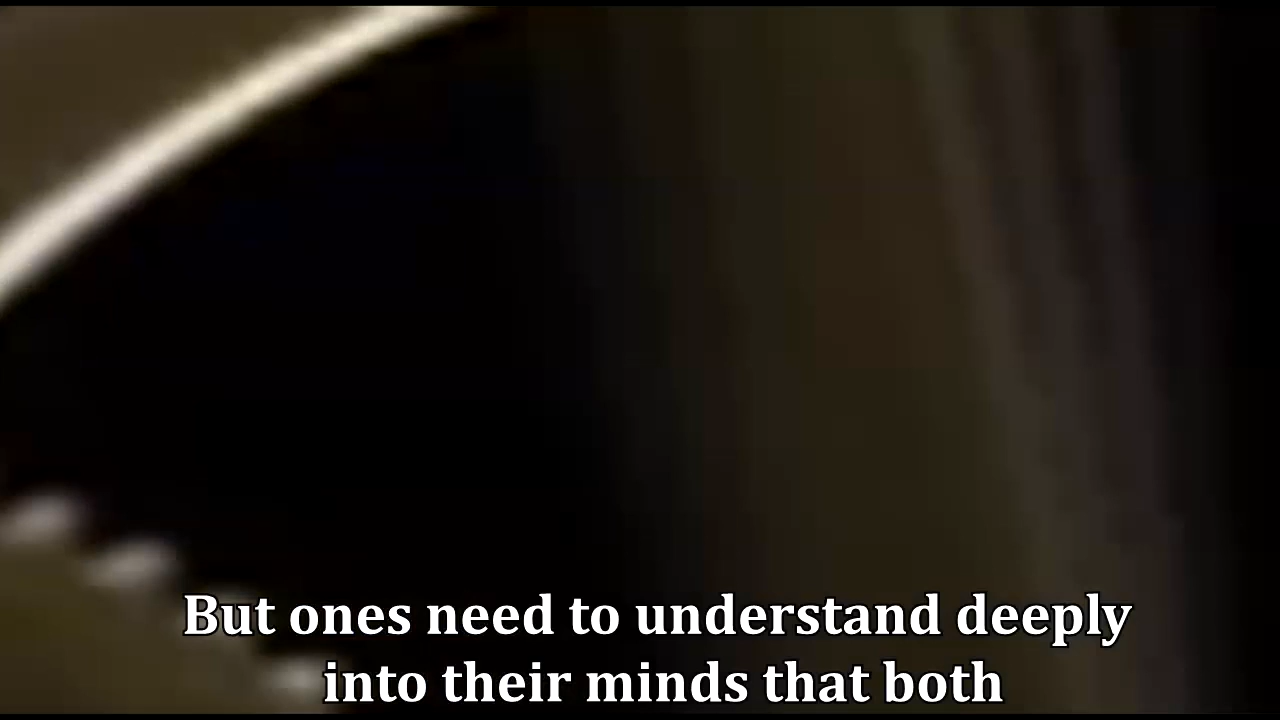 But ones need to understand deeply
into their minds that both